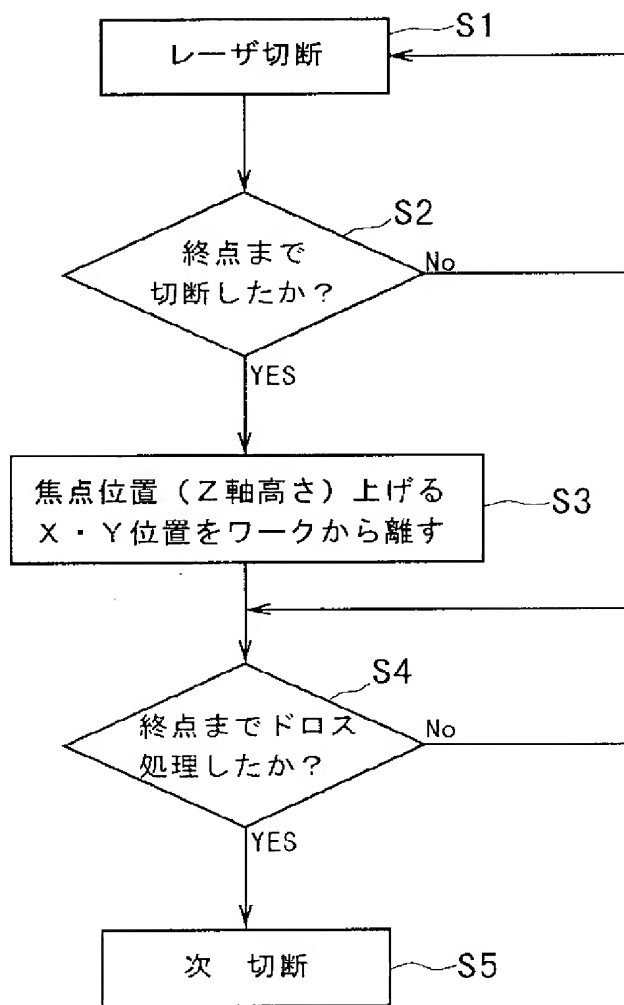 S1
レーザ切断
S2
終点まで
切断したか？
No
YES
焦点位置（Z軸高さ）上げる
X・Y位置をワークから離す
S3
S4
終点までドロス
処理したか？
No
YES
次　切断
S5